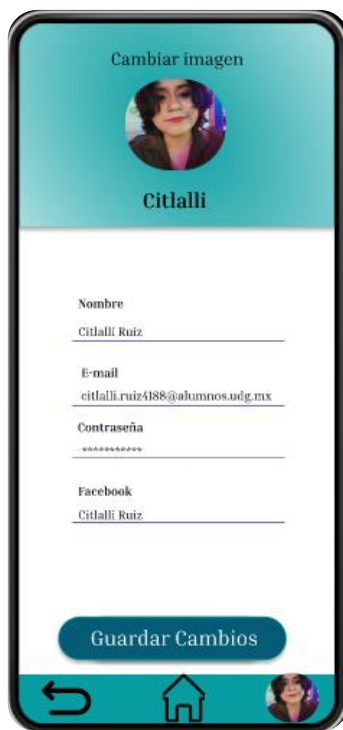 Cambiar imagen
Citlalli
Nombre
Citlalli Ruiz
E-mail
citlalli.ruiz4188@alumnos.udg.mx
Contraseña
***********
Facebook
Citlalli Ruiz
Guardar Cambios